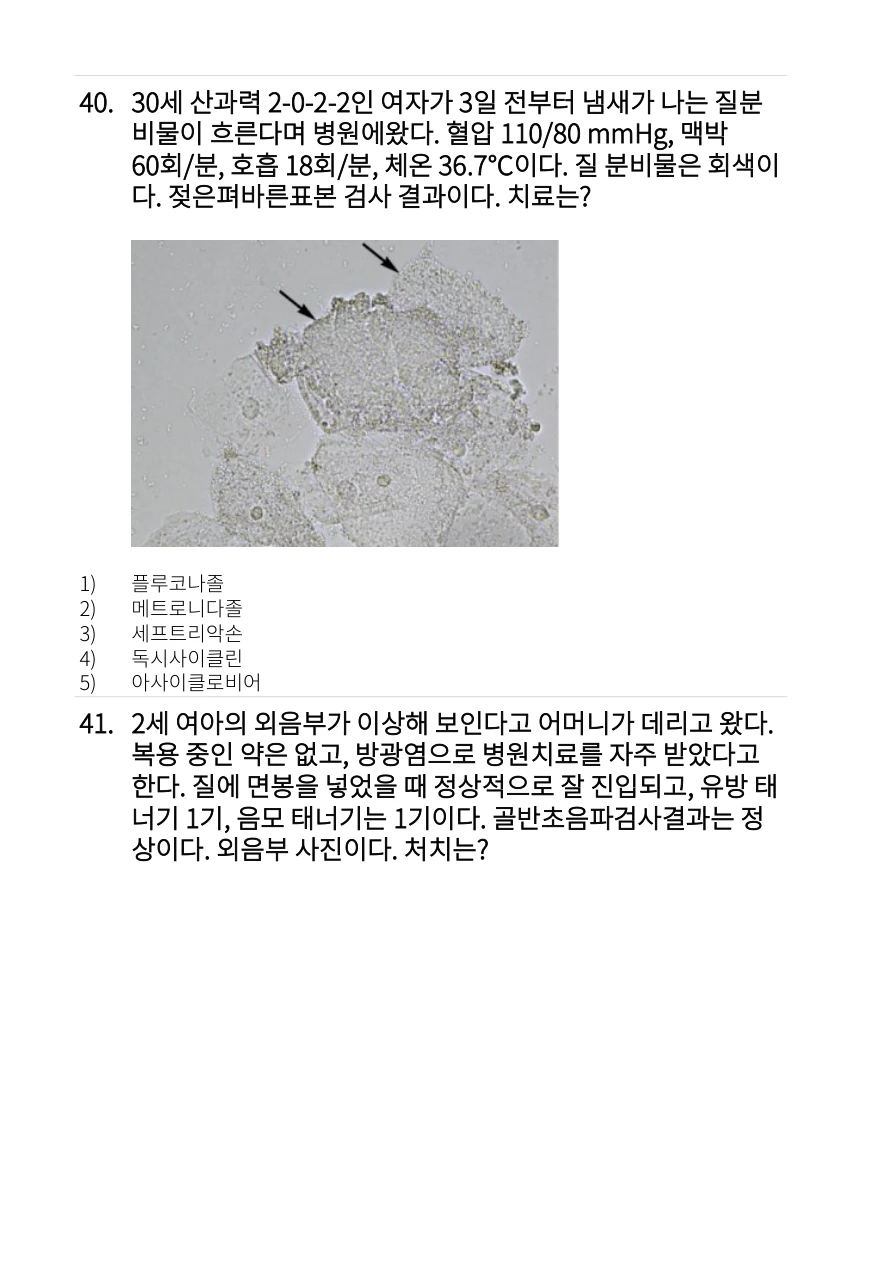 40. 30세 산과력 2-0-2-2인 여자가 3일 전부터 냄새가 나는 질분
비물이 흐른다며 병원에왔다. 혈압 110/80 mmHg, 맥박
60회/분, 호흡 18회/분, 체온 36.7°C이다. 질 분비물은 회색이
다. 젖은펴바른표본 검사 결과이다. 치료는?
1) 플루코나졸
2) 메트로니다졸
3) 세프트리악손
4) 독시사이클린
5) 아사이클로비어
41. 2세 여아의 외음부가 이상해 보인다고 어머니가 데리고 왔다.
복용 중인 약은 없고, 방광염으로 병원치료를 자주 받았다고
한다. 질에 면봉을 넣었을 때 정상적으로 잘 진입되고, 유방 태
너기 1기, 음모 태너기는 1기이다. 골반초음파검사결과는 정
상이다. 외음부 사진이다. 처치는?